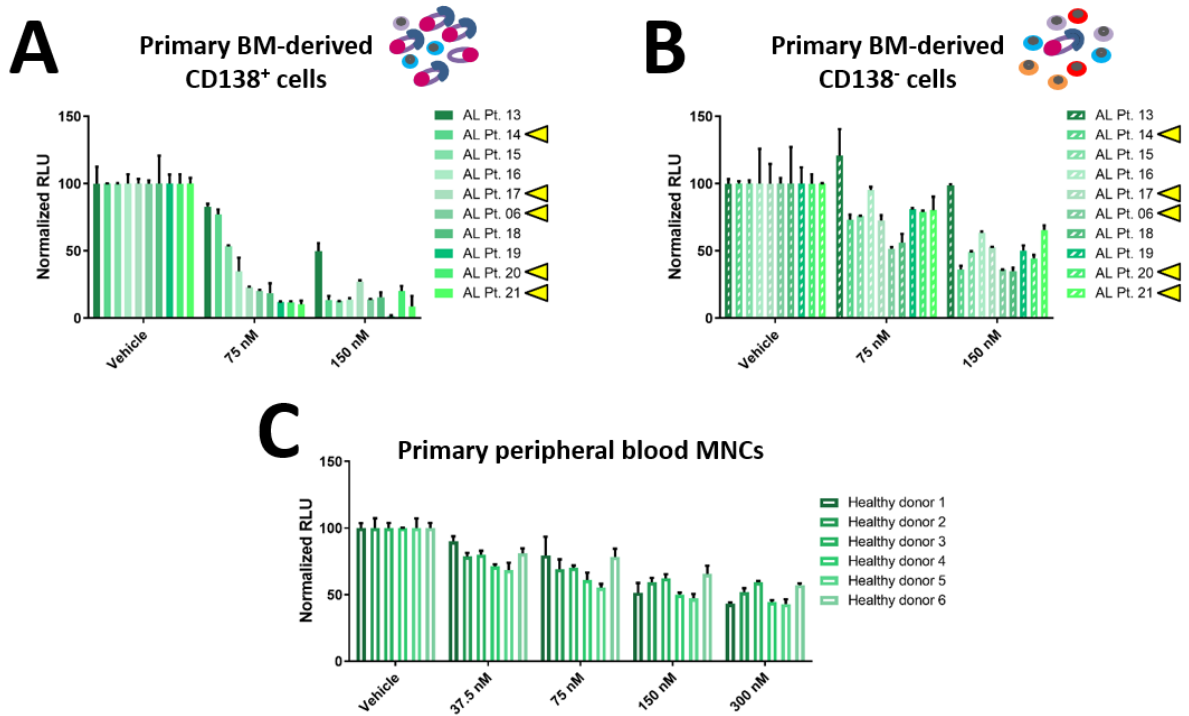 A
Primary BM-derived
CD138⁺ cells
Normalized RLU
150
100
50
0
Vehicle
75 nM
150 nM
AL Pt. 13
AL Pt. 14
AL Pt. 15
AL Pt. 16
AL Pt. 17
AL Pt. 06
AL Pt. 18
AL Pt. 19
AL Pt. 20
AL Pt. 21
B
Primary BM-derived
CD138⁻ cells
Normalized RLU
150
100
50
0
Vehicle
75 nM
150 nM
AL Pt. 13
AL Pt. 14
AL Pt. 15
AL Pt. 16
AL Pt. 17
AL Pt. 06
AL Pt. 18
AL Pt. 19
AL Pt. 20
AL Pt. 21
C
Primary peripheral blood MNCs
Normalized RLU
150
100
50
0
Vehicle
37.5 nM
75 nM
150 nM
300 nM
Healthy donor 1
Healthy donor 2
Healthy donor 3
Healthy donor 4
Healthy donor 5
Healthy donor 6